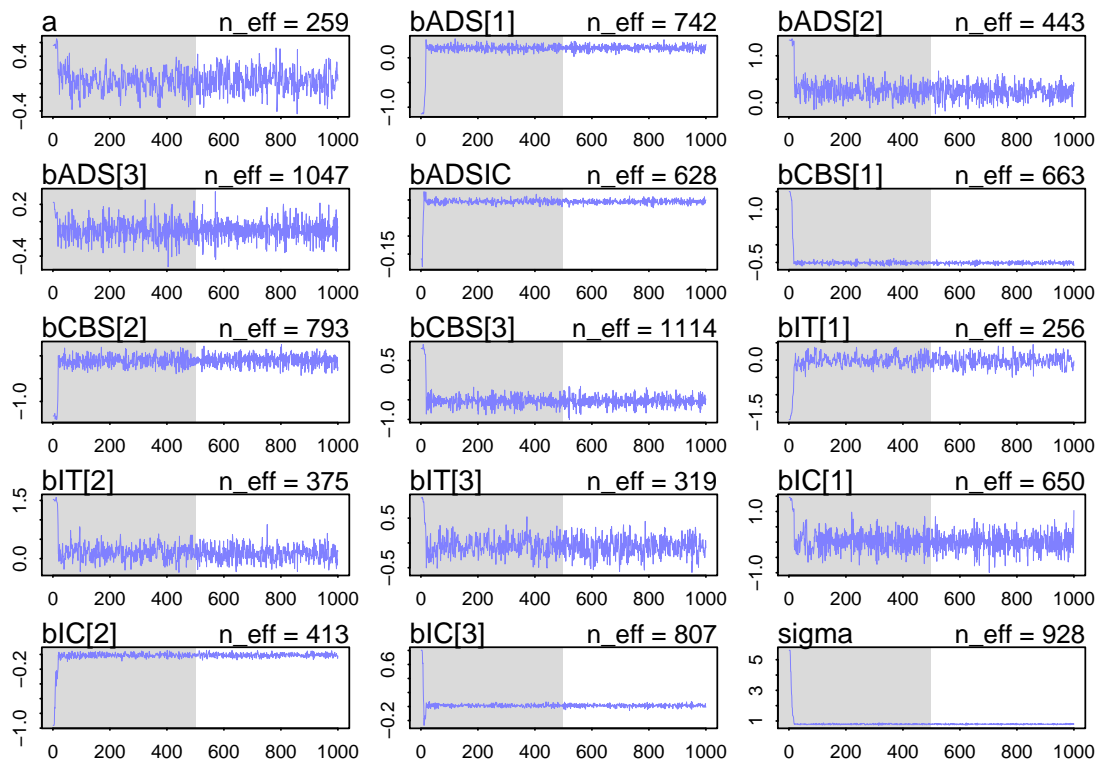 a n_eff = 259 bADS[1] n_eff = 742 bADS[2] n_eff = 443
0.4 −0.4 0.0 −1.0 1.0 0.0
0 200 400 600 800 1000 0 200 400 600 800 1000 0 200 400 600 800 1000
bADS[3] n_eff = 1047 bADSIC n_eff = 628 bCBS[1] n_eff = 663
0.2 −0.4 −0.15 1.0 −0.5
0 200 400 600 800 1000 0 200 400 600 800 1000 0 200 400 600 800 1000
bCBS[2] n_eff = 793 bCBS[3] n_eff = 1114 bIT[1] n_eff = 256
−1.0 0.5 −1.0 0.0 −1.5
0 200 400 600 800 1000 0 200 400 600 800 1000 0 200 400 600 800 1000
bIT[2] n_eff = 375 bIT[3] n_eff = 319 bIC[1] n_eff = 650
1.5 0.0 0.5 −0.5 1.0 −1.0
0 200 400 600 800 1000 0 200 400 600 800 1000 0 200 400 600 800 1000
bIC[2] n_eff = 413 bIC[3] n_eff = 807 sigma n_eff = 928
−0.2 −1.0 0.6 −0.2 5 3 1
0 200 400 600 800 1000 0 200 400 600 800 1000 0 200 400 600 800 1000